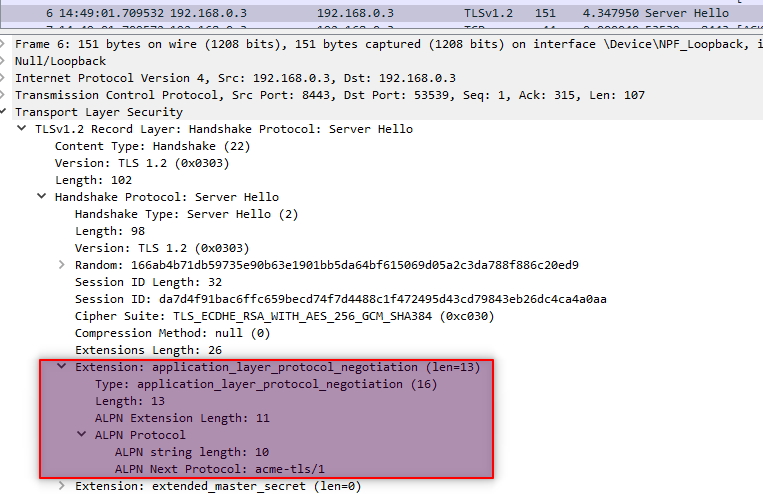 6 14:49:01.709532 192.168.0.3 192.168.0.3 TLSv1.2 151 4.347950 Server Hello
Frame 6: 151 bytes on wire (1208 bits), 151 bytes captured (1208 bits) on interface \Device\NPF_Loopback, i
Null/Loopback
Internet Protocol Version 4, Src: 192.168.0.3, Dst: 192.168.0.3
Transmission Control Protocol, Src Port: 8443, Dst Port: 53539, Seq: 1, Ack: 315, Len: 107
Transport Layer Security
TLSv1.2 Record Layer: Handshake Protocol: Server Hello
Content Type: Handshake (22)
Version: TLS 1.2 (0x0303)
Length: 102
Handshake Protocol: Server Hello
Handshake Type: Server Hello (2)
Length: 98
Version: TLS 1.2 (0x0303)
Random: 166ab4b71db59735e90b63e1901bb5da64bf615069d05a2c3da788f886c20ed9
Session ID Length: 32
Session ID: da7d4f91bac6ffc659becd74f7d4488c1f472495d43cd79843eb26dc4ca4a0aa
Cipher Suite: TLS_ECDHE_RSA_WITH_AES_256_GCM_SHA384 (0xc030)
Compression Method: null (0)
Extensions Length: 26
Extension: application_layer_protocol_negotiation (len=13)
Type: application_layer_protocol_negotiation (16)
Length: 13
ALPN Extension Length: 11
ALPN Protocol
ALPN string length: 10
ALPN Next Protocol: acme-tls/1
Extension: extended_master_secret (len=0)